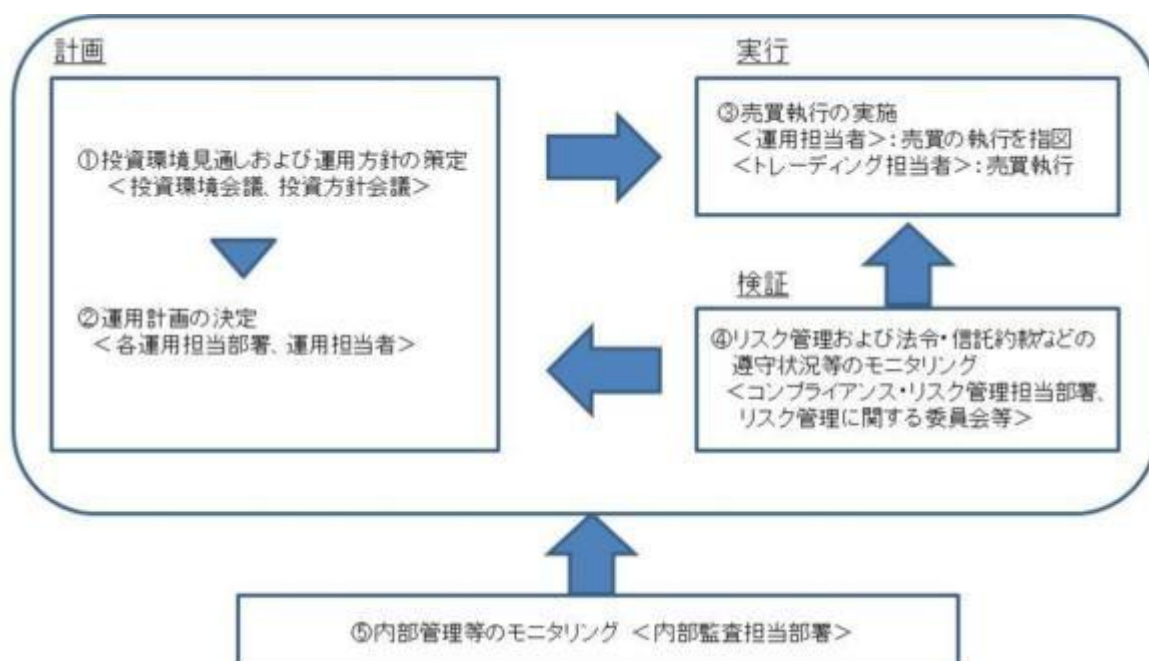 計画
①投資環境見通しおよび運用方針の策定
<投資環境会議、投資方針会議>
②運用計画の決定
<各運用担当部署、運用担当者>
実行
③売買執行の実施
<運用担当者>:売買の執行を指図
<トレーディング担当者>:売買執行
検証
④リスク管理および法令・信託約款などの
遵守状況等のモニタリング
<コンプライアンス・リスク管理担当部署、
リスク管理に関する委員会等>
⑤内部管理等のモニタリング <内部監査担当部署>